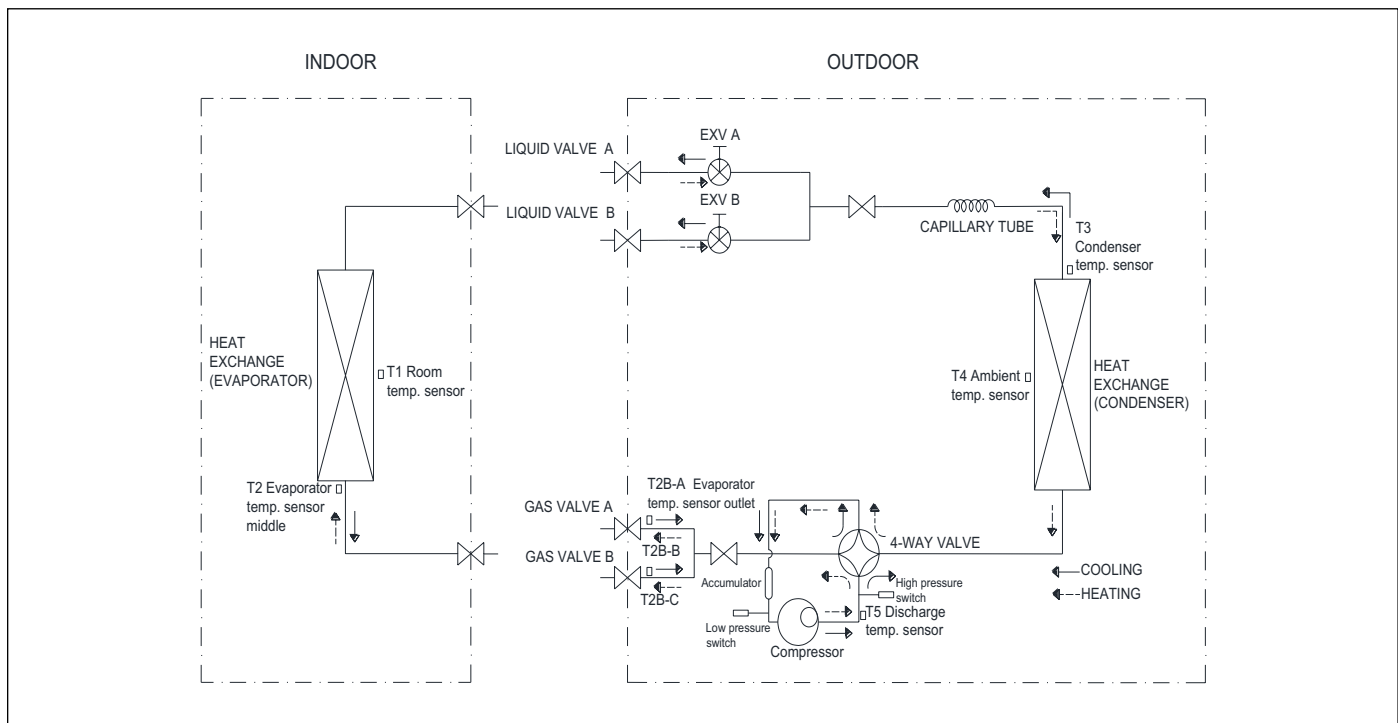 INDOOR
OUTDOOR
LIQUID VALVE  A
EXV A
LIQUID VALVE  B
EXV B
CAPILLARY TUBE
T3
Condenser
temp. sensor
HEAT
EXCHANGE
(EVAPORATOR)
T1 Room
temp. sensor
T4 Ambient
temp. sensor
HEAT
EXCHANGE
(CONDENSER)
T2 Evaporator
temp. sensor
middle
GAS VALVE A
T2B-A  Evaporator
temp. sensor outlet
GAS VALVE B
T2B-B
T2B-C
4-WAY VALVE
Accumulator
High pressure
switch
T5 Discharge
temp. sensor
Low pressure
switch
Compressor
COOLING
HEATING